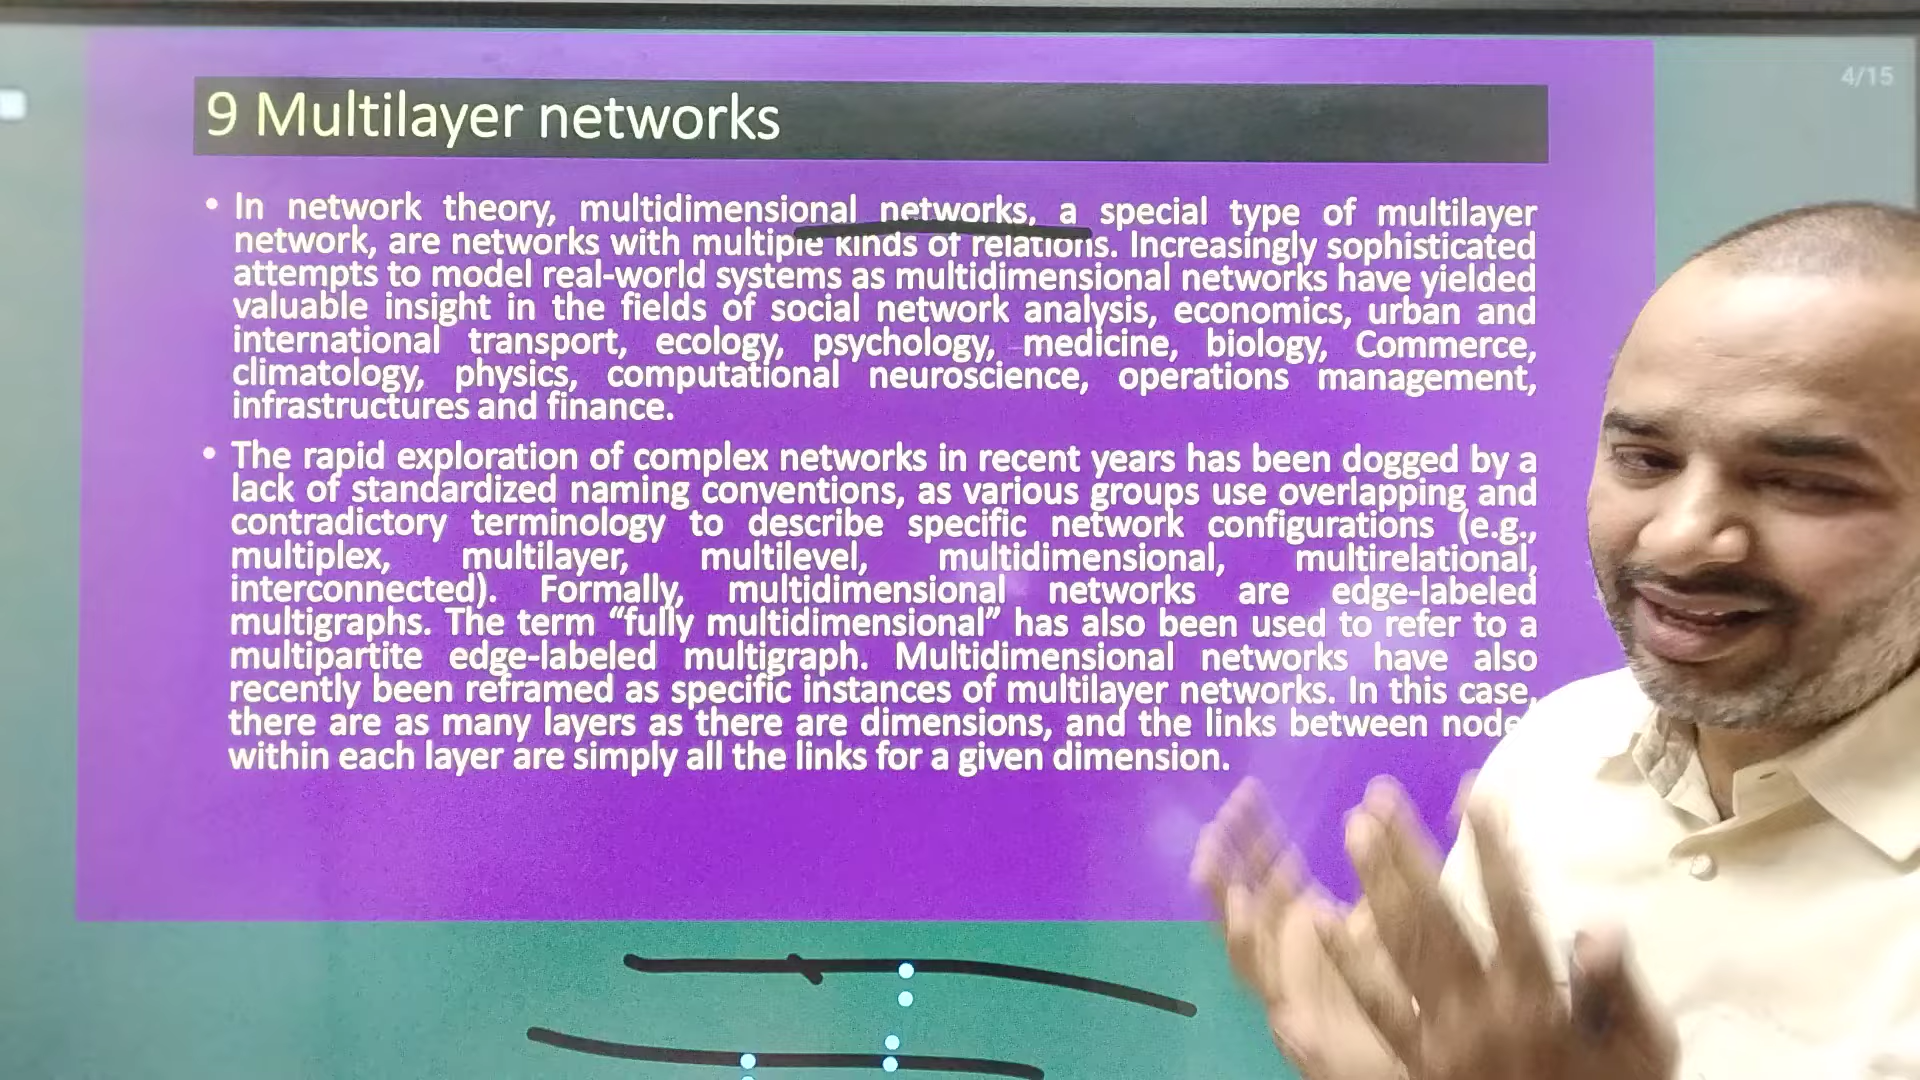 4/15
9 Multilayer networks
• In network theory, multidimensional networks, a special type of multilayer
network, are networks with multiple kinds of relations. Increasingly sophisticated
attempts to model real-world systems as multidimensional networks have yielded
valuable insight in the fields of social network analysis, economics, urban and
international transport, ecology, psychology, medicine, biology, Commerce,
climatology, physics, computational neuroscience, operations management,
infrastructures and finance.
• The rapid exploration of complex networks in recent years has been dogged by a
lack of standardized naming conventions, as various groups use overlapping and
contradictory terminology to describe specific network configurations (e.g.,
multiplex, multilayer, multilevel, multidimensional, multirelational,
interconnected). Formally, multidimensional networks are edge-labeled
multigraphs. The term “fully multidimensional” has also been used to refer to a
multipartite edge-labeled multigraph. Multidimensional networks have also
recently been reframed as specific instances of multilayer networks. In this case,
there are as many layers as there are dimensions, and the links between node
within each layer are simply all the links for a given dimension.